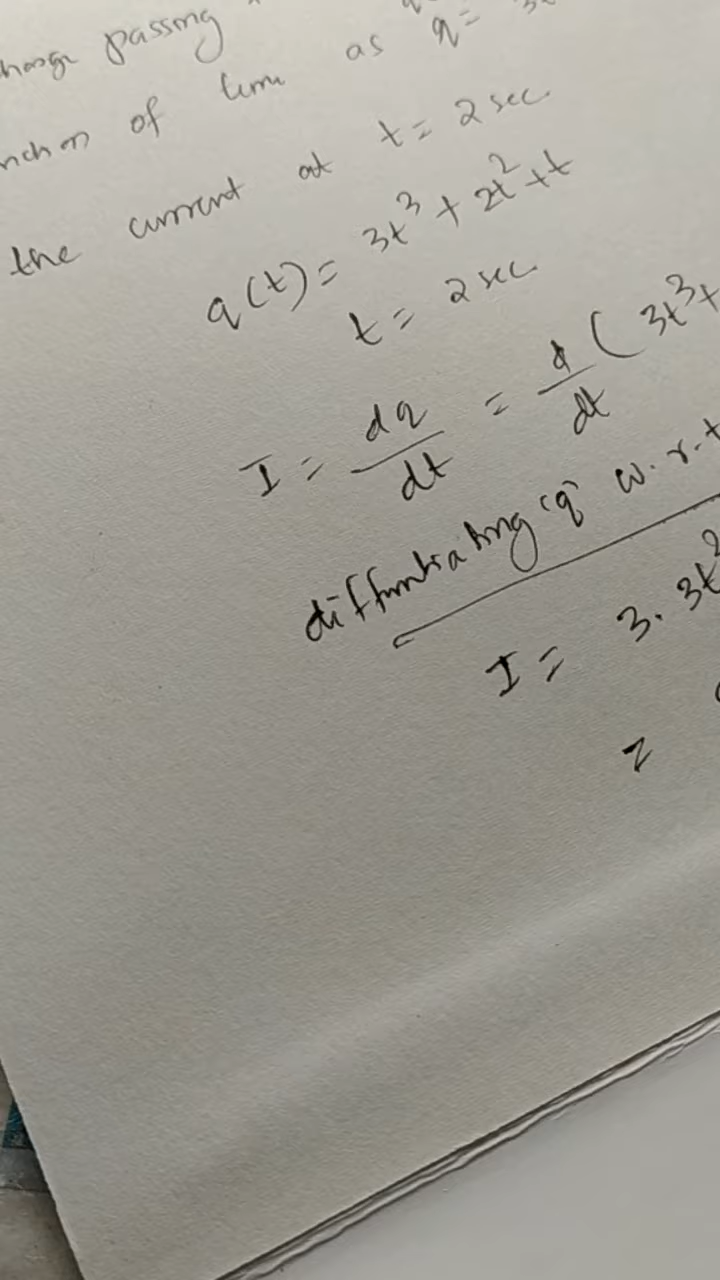 passing
of time as q = 3t
the current at t = 2 sec
q(t) = 3t³ + 2t² + t
t = 2 sec
I = dq/dt = d/dt ( 3t³ +
differentiating 'q' w.r.t
I = 3. 3t²
=